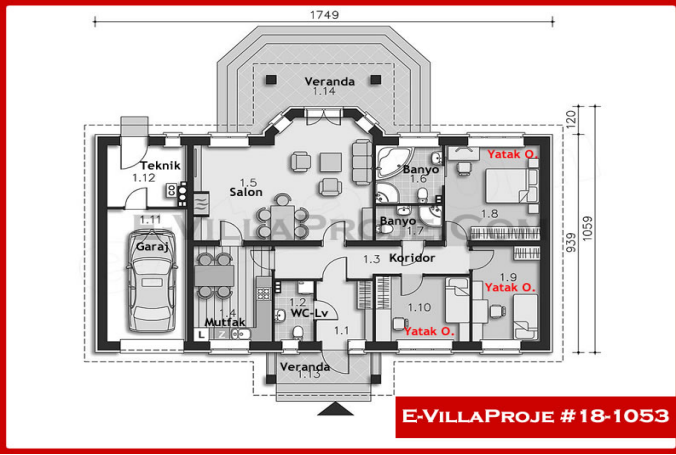 1749
Veranda
1.14
120
Teknik
1.12
1.5
Salon
Banyo
1.6
Yatak O.
1.8
939
1059
E-VillaProje.Com
1.11
Garaj
Banyo
1.7
1.3
Koridor
1.2
WC-Lv
1.4
Mutfak
L
1.1
1.10
Yatak O.
1.9
Yatak O.
Veranda
1.13
E-VillaProje #18-1053